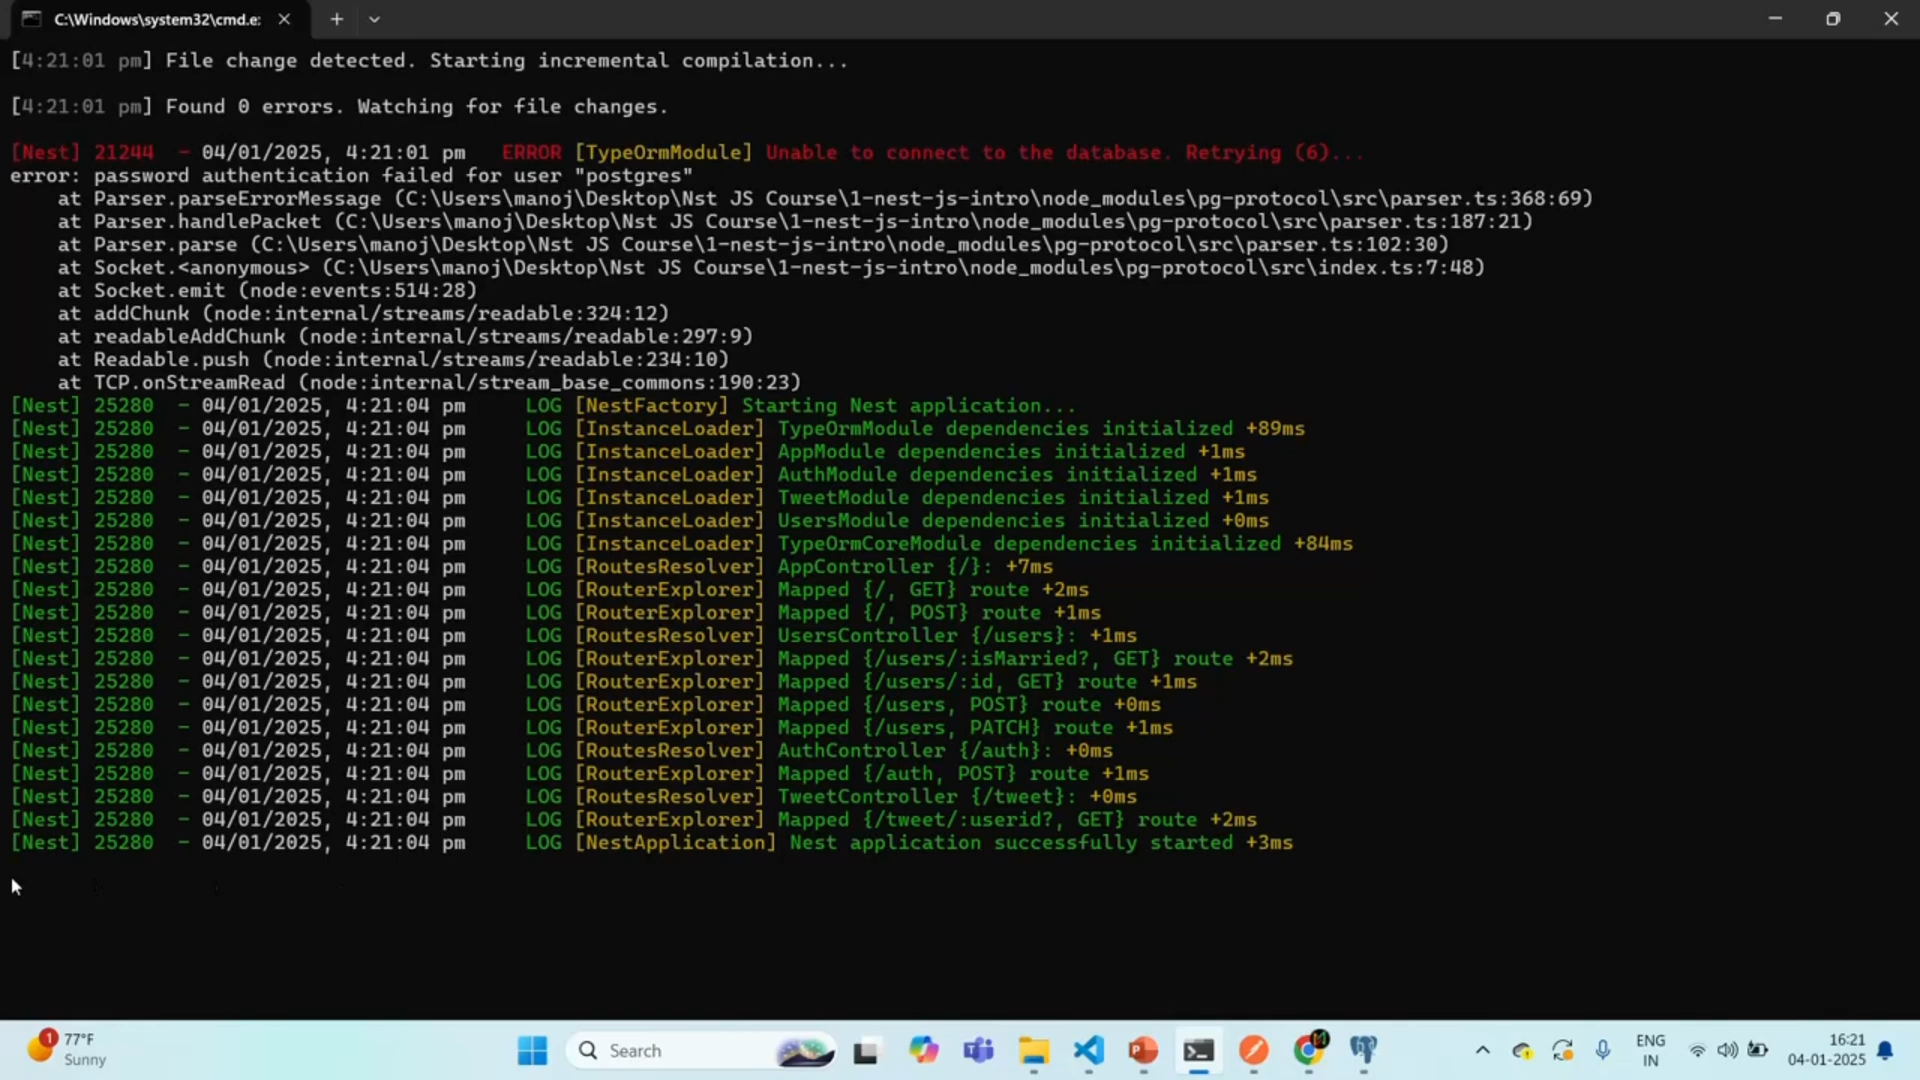 C:\Windows\system32\cmd.e:
[4:21:01 pm] File change detected. Starting incremental compilation...
[4:21:01 pm] Found 0 errors. Watching for file changes.
[Nest] 21244  - 04/01/2025, 4:21:01 pm   ERROR [TypeOrmModule] Unable to connect to the database. Retrying (6)...
error: password authentication failed for user "postgres"
    at Parser.parseErrorMessage (C:\Users\manoj\Desktop\Nst JS Course\1-nest-js-intro\node_modules\pg-protocol\src\parser.ts:368:69)
    at Parser.handlePacket (C:\Users\manoj\Desktop\Nst JS Course\1-nest-js-intro\node_modules\pg-protocol\src\parser.ts:187:21)
    at Parser.parse (C:\Users\manoj\Desktop\Nst JS Course\1-nest-js-intro\node_modules\pg-protocol\src\parser.ts:102:30)
    at Socket.<anonymous> (C:\Users\manoj\Desktop\Nst JS Course\1-nest-js-intro\node_modules\pg-protocol\src\index.ts:7:48)
    at Socket.emit (node:events:514:28)
    at addChunk (node:internal/streams/readable:324:12)
    at readableAddChunk (node:internal/streams/readable:297:9)
    at Readable.push (node:internal/streams/readable:234:10)
    at TCP.onStreamRead (node:internal/stream_base_commons:190:23)
[Nest] 25280  - 04/01/2025, 4:21:04 pm     LOG [NestFactory] Starting Nest application...
[Nest] 25280  - 04/01/2025, 4:21:04 pm     LOG [InstanceLoader] TypeOrmModule dependencies initialized +89ms
[Nest] 25280  - 04/01/2025, 4:21:04 pm     LOG [InstanceLoader] AppModule dependencies initialized +1ms
[Nest] 25280  - 04/01/2025, 4:21:04 pm     LOG [InstanceLoader] AuthModule dependencies initialized +1ms
[Nest] 25280  - 04/01/2025, 4:21:04 pm     LOG [InstanceLoader] TweetModule dependencies initialized +1ms
[Nest] 25280  - 04/01/2025, 4:21:04 pm     LOG [InstanceLoader] UsersModule dependencies initialized +0ms
[Nest] 25280  - 04/01/2025, 4:21:04 pm     LOG [InstanceLoader] TypeOrmCoreModule dependencies initialized +84ms
[Nest] 25280  - 04/01/2025, 4:21:04 pm     LOG [RoutesResolver] AppController {/}: +7ms
[Nest] 25280  - 04/01/2025, 4:21:04 pm     LOG [RouterExplorer] Mapped {/, GET} route +2ms
[Nest] 25280  - 04/01/2025, 4:21:04 pm     LOG [RouterExplorer] Mapped {/, POST} route +1ms
[Nest] 25280  - 04/01/2025, 4:21:04 pm     LOG [RoutesResolver] UsersController {/users}: +1ms
[Nest] 25280  - 04/01/2025, 4:21:04 pm     LOG [RouterExplorer] Mapped {/users/:isMarried?, GET} route +2ms
[Nest] 25280  - 04/01/2025, 4:21:04 pm     LOG [RouterExplorer] Mapped {/users/:id, GET} route +1ms
[Nest] 25280  - 04/01/2025, 4:21:04 pm     LOG [RouterExplorer] Mapped {/users, POST} route +0ms
[Nest] 25280  - 04/01/2025, 4:21:04 pm     LOG [RouterExplorer] Mapped {/users, PATCH} route +1ms
[Nest] 25280  - 04/01/2025, 4:21:04 pm     LOG [RoutesResolver] AuthController {/auth}: +0ms
[Nest] 25280  - 04/01/2025, 4:21:04 pm     LOG [RouterExplorer] Mapped {/auth, POST} route +1ms
[Nest] 25280  - 04/01/2025, 4:21:04 pm     LOG [RoutesResolver] TweetController {/tweet}: +0ms
[Nest] 25280  - 04/01/2025, 4:21:04 pm     LOG [RouterExplorer] Mapped {/tweet/:userid?, GET} route +2ms
[Nest] 25280  - 04/01/2025, 4:21:04 pm     LOG [NestApplication] Nest application successfully started +3ms
1
77°F
Sunny
Search
ENG
IN
16:21
04-01-2025